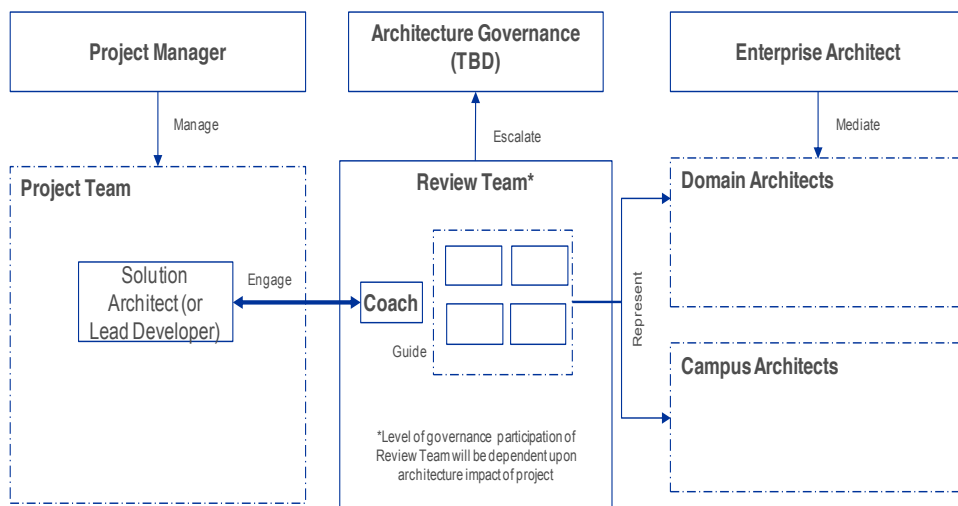 Project Manager
Architecture Governance
(TBD)
Enterprise Architect
Manage
Escalate
Mediate
Project Team
Review Team*
Domain Architects
Solution
Architect (or
Lead Developer)
Engage
Coach
Guide
Represent
Campus Architects
*Level of governance participation of
Review Team will be dependent upon
architecture impact of project